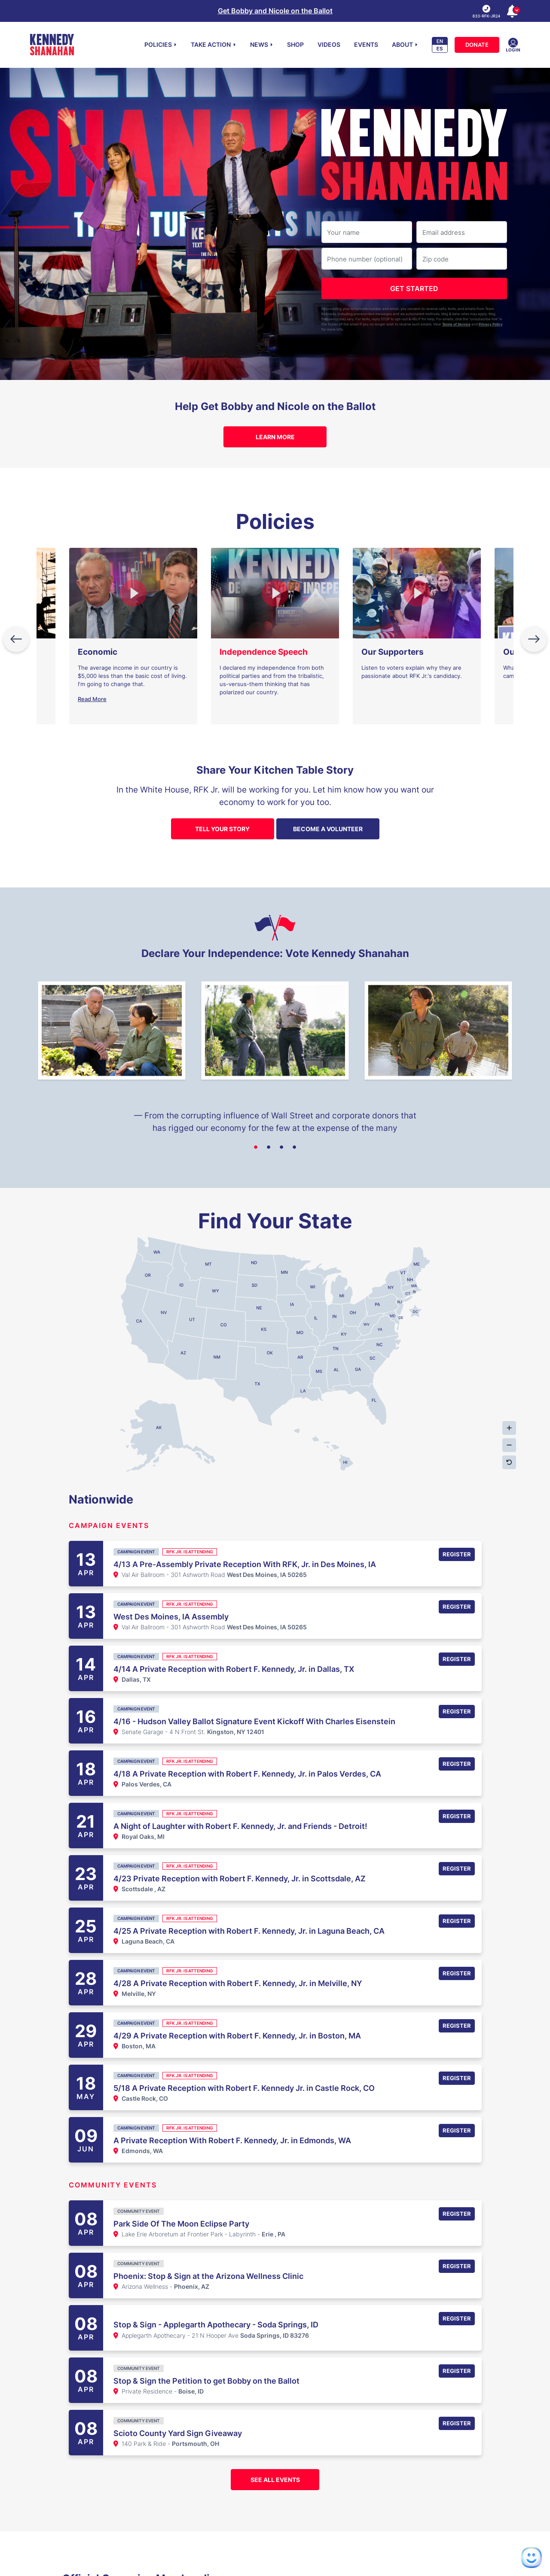 Get Bobby and Nicole on the Ballot
833-RFK-JR24
KENNEDY
SHANAHAN
POLICIES
TAKE ACTION
NEWS
SHOP
VIDEOS
EVENTS
ABOUT
EN
ES
DONATE
LOGIN
KENNEDY
SHANAHAN
Your name
Email address
Phone number (optional)
Zip code
GET STARTED
Help Get Bobby and Nicole on the Ballot
LEARN MORE
Policies
Economic
The average income in our country is
$5,000 less than the basic cost of living.
I'm going to change that.
Read More
Independence Speech
I declared my independence from both
political parties and from the tribalistic,
us-versus-them thinking that has
polarized our country.
Our Supporters
Listen to voters explain why they are
passionate about RFK Jr.'s candidacy.
Share Your Kitchen Table Story
In the White House, RFK Jr. will be working for you. Let him know how you want our
economy to work for you too.
TELL YOUR STORY
BECOME A VOLUNTEER
Declare Your Independence: Vote Kennedy Shanahan
— From the corrupting influence of Wall Street and corporate donors that
has rigged our economy for the few at the expense of the many
Find Your State
WA
MT
ND
MN
ME
OR
ID
WY
SD
WI
MI
VT
NH
NY
MA
CT
NV
UT
CO
NE
IA
IL
IN
OH
PA
NJ
CA
KS
MO
KY
WV
VA
MD
DE
DC
AZ
NM
OK
AR
TN
NC
SC
TX
LA
MS
AL
GA
FL
AK
HI
Nationwide
CAMPAIGN EVENTS
13
APR
CAMPAIGN EVENT
RFK JR. IS ATTENDING
4/13 A Pre-Assembly Private Reception With RFK, Jr. in Des Moines, IA
Val Air Ballroom - 301 Ashworth Road West Des Moines, IA 50265
REGISTER
13
APR
CAMPAIGN EVENT
RFK JR. IS ATTENDING
West Des Moines, IA Assembly
Val Air Ballroom - 301 Ashworth Road West Des Moines, IA 50265
REGISTER
14
APR
CAMPAIGN EVENT
RFK JR. IS ATTENDING
4/14 A Private Reception with Robert F. Kennedy, Jr. in Dallas, TX
Dallas, TX
REGISTER
16
APR
CAMPAIGN EVENT
4/16 - Hudson Valley Ballot Signature Event Kickoff With Charles Eisenstein
Senate Garage - 4 N Front St. Kingston, NY 12401
REGISTER
18
APR
CAMPAIGN EVENT
RFK JR. IS ATTENDING
4/18 A Private Reception with Robert F. Kennedy, Jr. in Palos Verdes, CA
Palos Verdes, CA
REGISTER
21
APR
CAMPAIGN EVENT
RFK JR. IS ATTENDING
A Night of Laughter with Robert F. Kennedy, Jr. and Friends - Detroit!
Royal Oaks, MI
REGISTER
23
APR
CAMPAIGN EVENT
RFK JR. IS ATTENDING
4/23 Private Reception with Robert F. Kennedy, Jr. in Scottsdale, AZ
Scottsdale , AZ
REGISTER
25
APR
CAMPAIGN EVENT
RFK JR. IS ATTENDING
4/25 A Private Reception with Robert F. Kennedy, Jr. in Laguna Beach, CA
Laguna Beach, CA
REGISTER
28
APR
CAMPAIGN EVENT
RFK JR. IS ATTENDING
4/28 A Private Reception with Robert F. Kennedy, Jr. in Melville, NY
Melville, NY
REGISTER
29
APR
CAMPAIGN EVENT
RFK JR. IS ATTENDING
4/29 A Private Reception with Robert F. Kennedy, Jr. in Boston, MA
Boston, MA
REGISTER
18
MAY
CAMPAIGN EVENT
RFK JR. IS ATTENDING
5/18 A Private Reception with Robert F. Kennedy Jr. in Castle Rock, CO
Castle Rock, CO
REGISTER
09
JUN
CAMPAIGN EVENT
RFK JR. IS ATTENDING
A Private Reception With Robert F. Kennedy, Jr. in Edmonds, WA
Edmonds, WA
REGISTER
COMMUNITY EVENTS
08
APR
COMMUNITY EVENT
Park Side Of The Moon Eclipse Party
Lake Erie Arboretum at Frontier Park - Labyrinth - Erie , PA
REGISTER
08
APR
COMMUNITY EVENT
Phoenix: Stop & Sign at the Arizona Wellness Clinic
Arizona Wellness - Phoenix, AZ
REGISTER
08
APR
Stop & Sign - Applegarth Apothecary - Soda Springs, ID
Applegarth Apothecary - 21 N Hooper Ave Soda Springs, ID 83276
REGISTER
08
APR
COMMUNITY EVENT
Stop & Sign the Petition to get Bobby on the Ballot
Private Residence - Boise, ID
REGISTER
08
APR
COMMUNITY EVENT
Scioto County Yard Sign Giveaway
140 Park & Ride - Portsmouth, OH
REGISTER
SEE ALL EVENTS